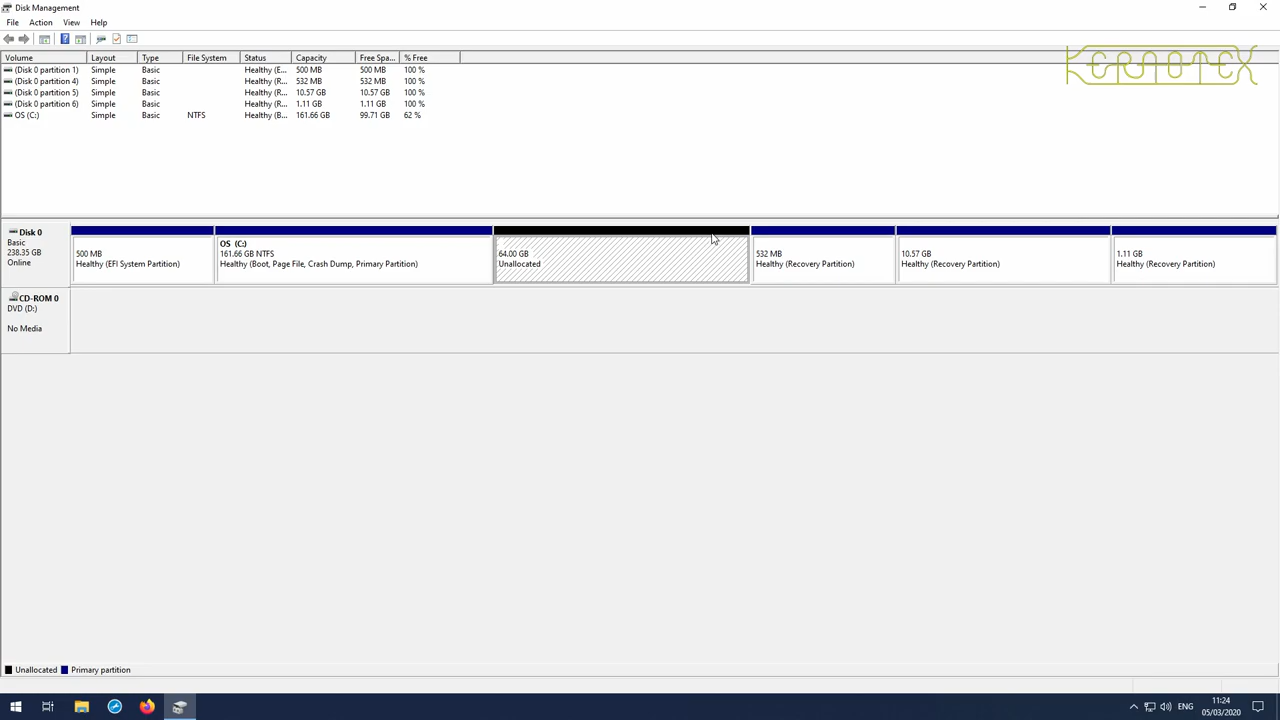 Disk Management
File Action View Help
Volume Layout Type File System Status Capacity Free Spa... % Free
(Disk 0 partition 1) Simple Basic Healthy (E... 500 MB 500 MB 100 %
(Disk 0 partition 4) Simple Basic Healthy (R... 532 MB 532 MB 100 %
(Disk 0 partition 5) Simple Basic Healthy (R... 10.57 GB 10.57 GB 100 %
(Disk 0 partition 6) Simple Basic Healthy (R... 1.11 GB 1.11 GB 100 %
OS (C:) Simple Basic NTFS Healthy (B... 161.66 GB 99.71 GB 62 %
Disk 0
Basic
238.35 GB
Online
500 MB
Healthy (EFI System Partition)
OS (C:)
161.66 GB NTFS
Healthy (Boot, Page File, Crash Dump, Primary Partition)
64.00 GB
Unallocated
532 MB
Healthy (Recovery Partition)
10.57 GB
Healthy (Recovery Partition)
1.11 GB
Healthy (Recovery Partition)
CD-ROM 0
DVD (D:)
No Media
Unallocated Primary partition
ENG
11:24
05/03/2020